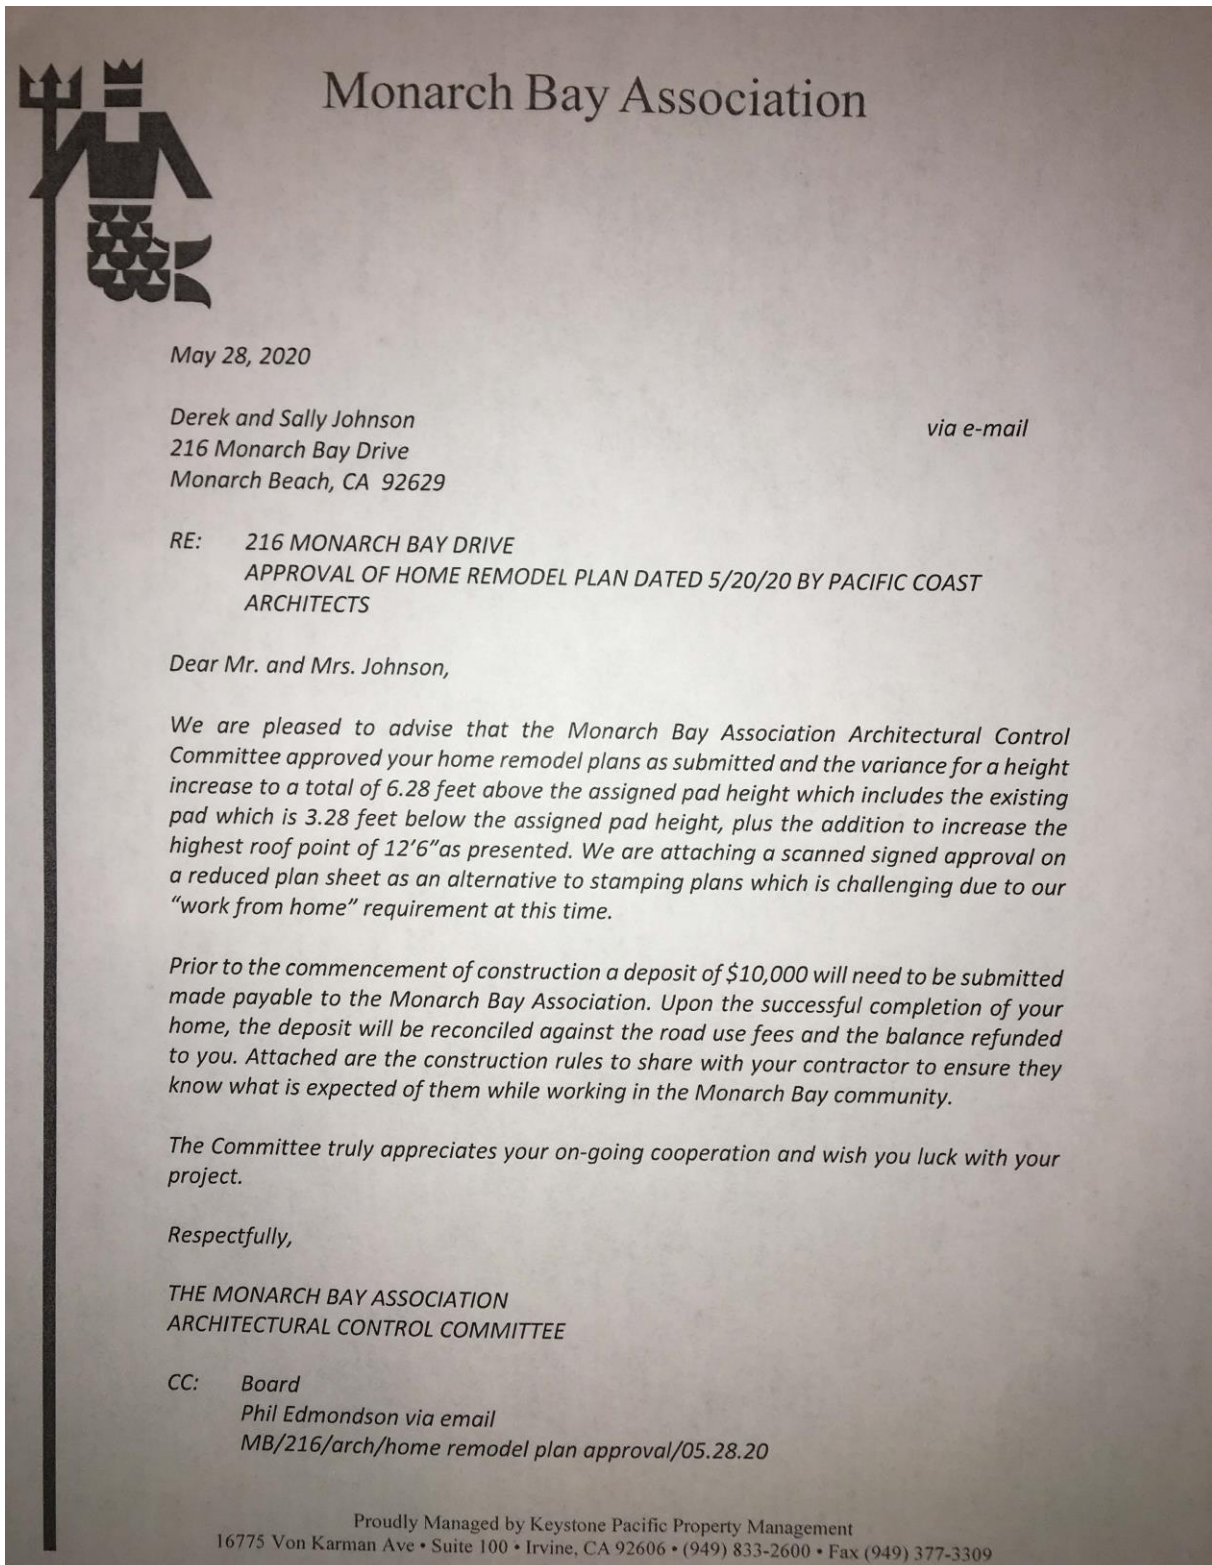 Monarch Bay Association
May 28, 2020
Derek and Sally Johnson
via e-mail
216 Monarch Bay Drive
Monarch Beach, CA  92629
RE: 216 MONARCH BAY DRIVE
APPROVAL OF HOME REMODEL PLAN DATED 5/20/20 BY PACIFIC COAST
ARCHITECTS
Dear Mr. and Mrs. Johnson,
We are pleased to advise that the Monarch Bay Association Architectural Control
Committee approved your home remodel plans as submitted and the variance for a height
increase to a total of 6.28 feet above the assigned pad height which includes the existing
pad which is 3.28 feet below the assigned pad height, plus the addition to increase the
highest roof point of 12’6”as presented. We are attaching a scanned signed approval on
a reduced plan sheet as an alternative to stamping plans which is challenging due to our
“work from home” requirement at this time.
Prior to the commencement of construction a deposit of $10,000 will need to be submitted
made payable to the Monarch Bay Association. Upon the successful completion of your
home, the deposit will be reconciled against the road use fees and the balance refunded
to you. Attached are the construction rules to share with your contractor to ensure they
know what is expected of them while working in the Monarch Bay community.
The Committee truly appreciates your on-going cooperation and wish you luck with your
project.
Respectfully,
THE MONARCH BAY ASSOCIATION
ARCHITECTURAL CONTROL COMMITTEE
CC: Board
Phil Edmondson via email
MB/216/arch/home remodel plan approval/05.28.20
Proudly Managed by Keystone Pacific Property Management
16775 Von Karman Ave • Suite 100 • Irvine, CA 92606 • (949) 833-2600 • Fax (949) 377-3309